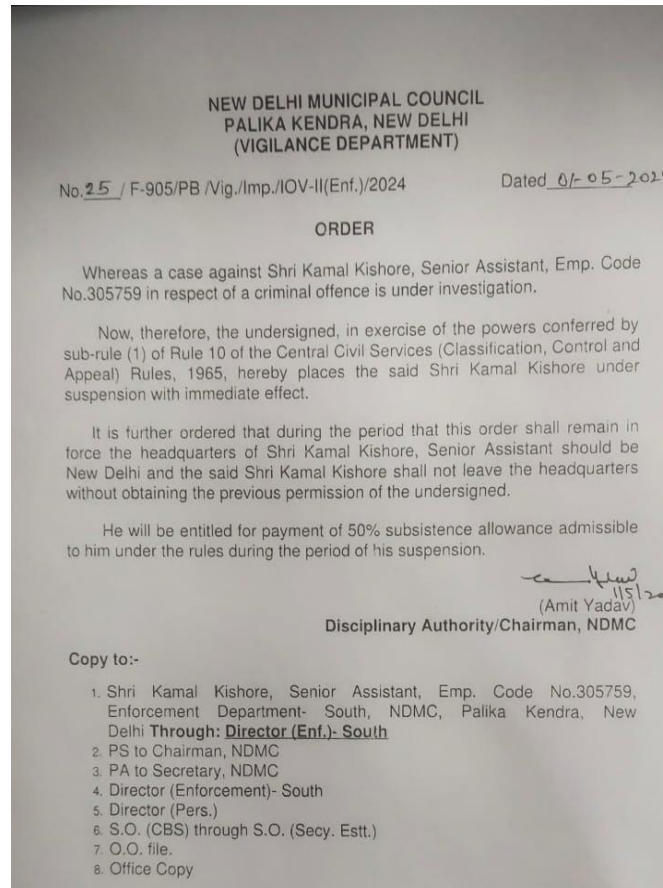 NEW DELHI MUNICIPAL COUNCIL
PALIKA KENDRA, NEW DELHI
(VIGILANCE DEPARTMENT)
No. 25 / F-905/PB /Vig./Imp./IOV-II(Enf.)/2024 Dated 01-05-202
ORDER
Whereas a case against Shri Kamal Kishore, Senior Assistant, Emp. Code
No.305759 in respect of a criminal offence is under investigation.
Now, therefore, the undersigned, in exercise of the powers conferred by
sub-rule (1) of Rule 10 of the Central Civil Services (Classification, Control and
Appeal) Rules, 1965, hereby places the said Shri Kamal Kishore under
suspension with immediate effect.
It is further ordered that during the period that this order shall remain in
force the headquarters of Shri Kamal Kishore, Senior Assistant should be
New Delhi and the said Shri Kamal Kishore shall not leave the headquarters
without obtaining the previous permission of the undersigned.
He will be entitled for payment of 50% subsistence allowance admissible
to him under the rules during the period of his suspension.
1/5/20
(Amit Yadav)
Disciplinary Authority/Chairman, NDMC
Copy to:-
1. Shri Kamal Kishore, Senior Assistant, Emp. Code No.305759,
Enforcement Department- South, NDMC, Palika Kendra, New
Delhi Through: Director (Enf.)- South
2. PS to Chairman, NDMC
3. PA to Secretary, NDMC
4. Director (Enforcement)- South
5. Director (Pers.)
6. S.O. (CBS) through S.O. (Secy. Estt.)
7. O.O. file.
8. Office Copy